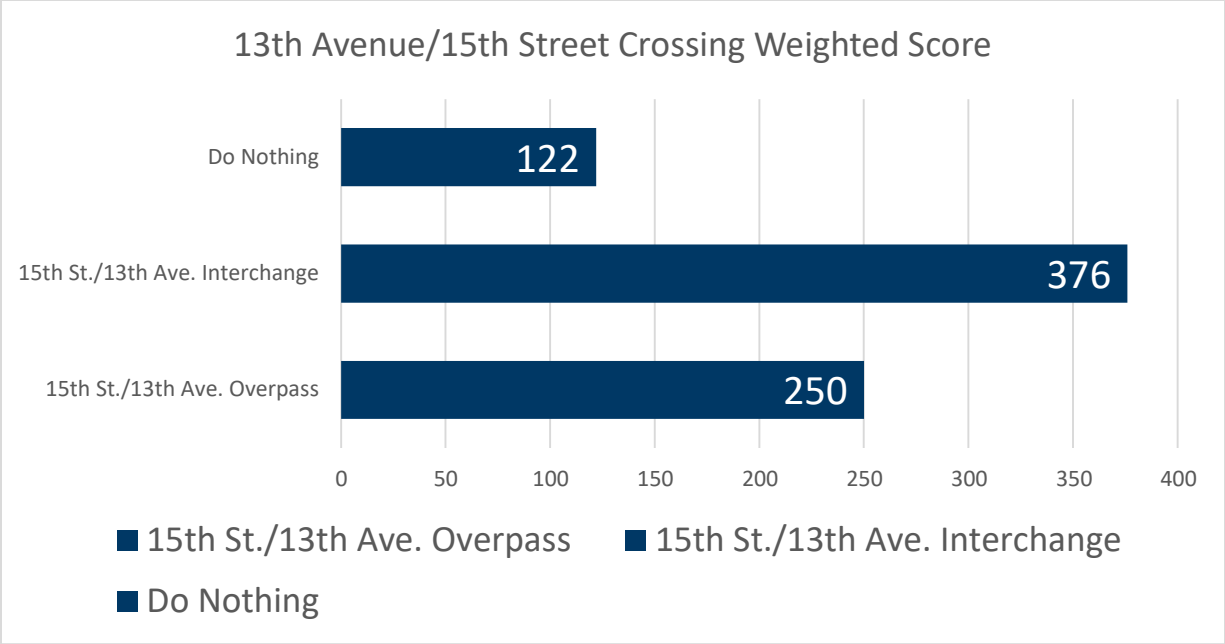 13th Avenue/15th Street Crossing Weighted Score
Do Nothing
122
15th St./13th Ave. Interchange
376
15th St./13th Ave. Overpass
250
0 50 100 150 200 250 300 350 400
15th St./13th Ave. Overpass 15th St./13th Ave. Interchange
Do Nothing